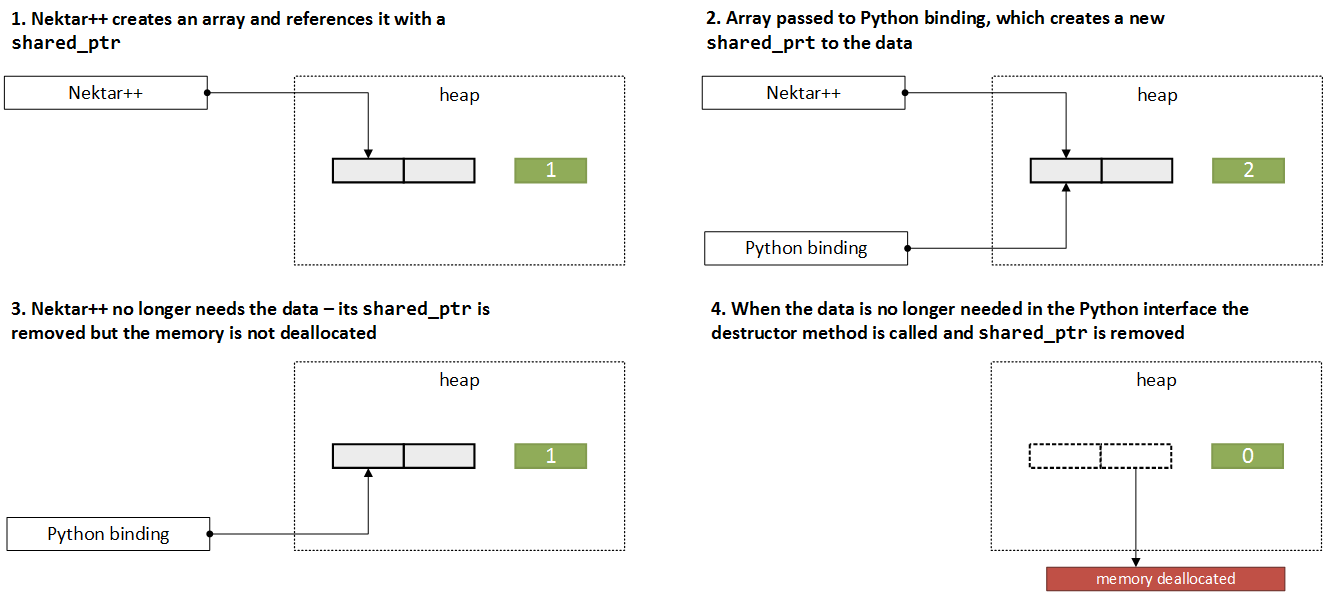 1. Nektar++ creates an array and references it with a
shared_ptr
Nektar++
heap
1
2. Array passed to Python binding, which creates a new
shared_prt to the data
Nektar++
heap
2
Python binding
3. Nektar++ no longer needs the data – its shared_ptr is
removed but the memory is not deallocated
heap
1
Python binding
4. When the data is no longer needed in the Python interface the
destructor method is called and shared_ptr is removed
heap
0
memory deallocated